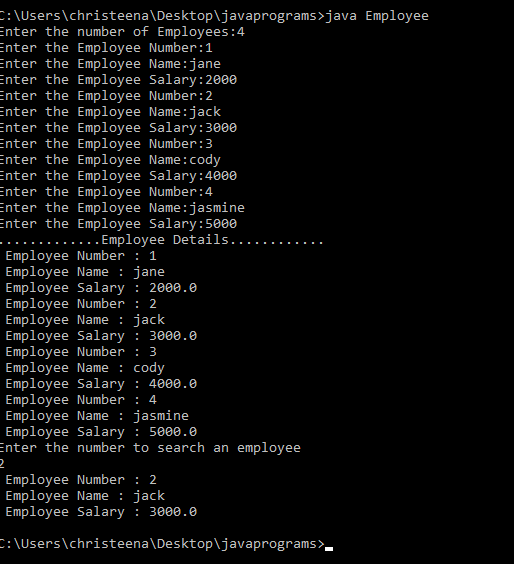 C:\Users\christeena\Desktop\javaprograms>java Employee
Enter the number of Employees:4
Enter the Employee Number:1
Enter the Employee Name:jane
Enter the Employee Salary:2000
Enter the Employee Number:2
Enter the Employee Name:jack
Enter the Employee Salary:3000
Enter the Employee Number:3
Enter the Employee Name:cody
Enter the Employee Salary:4000
Enter the Employee Number:4
Enter the Employee Name:jasmine
Enter the Employee Salary:5000
.............Employee Details............
Employee Number : 1
Employee Name : jane
Employee Salary : 2000.0
Employee Number : 2
Employee Name : jack
Employee Salary : 3000.0
Employee Number : 3
Employee Name : cody
Employee Salary : 4000.0
Employee Number : 4
Employee Name : jasmine
Employee Salary : 5000.0
Enter the number to search an employee
2
Employee Number : 2
Employee Name : jack
Employee Salary : 3000.0
C:\Users\christeena\Desktop\javaprograms>